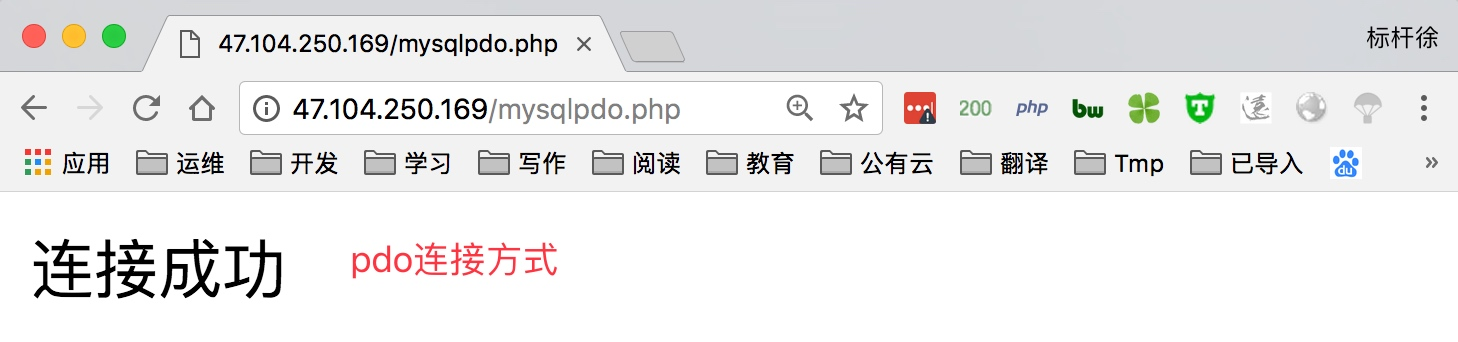 47.104.250.169/mysqlpdo.php
标杆徐
47.104.250.169/mysqlpdo.php
200 php bw T
应用 运维 开发 学习 写作 阅读 教育 公有云 翻译 Tmp 已导入 du »
连接成功 pdo连接方式